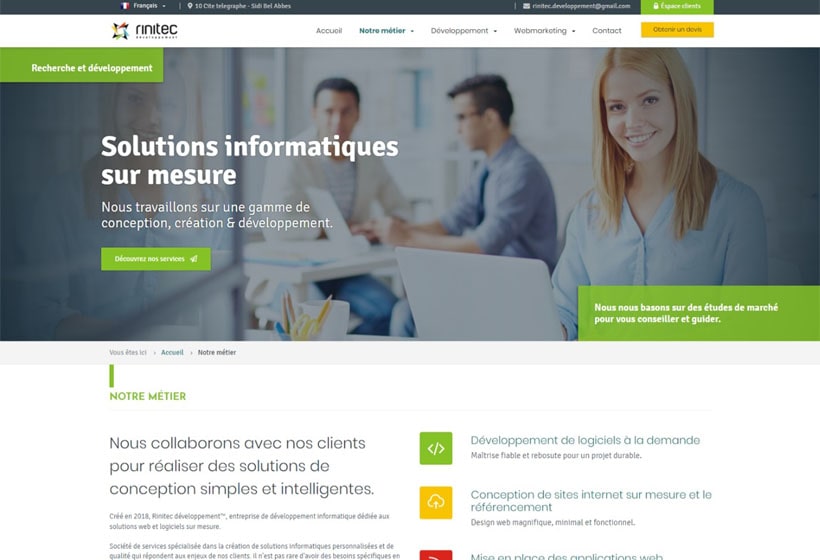 Français
10 Cite telegraphe - Sidi Bel Abbes
rinitec.developpement@gmail.com
Éspace clients
rinitec
développement
Accueil
Notre métier
Développement
Webmarketing
Contact
Obtenir un devis
Recherche et développement
Solutions informatiques
sur mesure
Nous travaillons sur une gamme de
conception, création & développement.
Découvrez nos services
Nous nous basons sur des études de marché
pour vous conseiller et guider.
Vous êtes ici › Accueil › Notre métier
NOTRE MÉTIER
Nous collaborons avec nos clients
pour réaliser des solutions de
conception simples et intelligentes.
Créé en 2018, Rinitec développement™, entreprise de développement informatique dédiée aux
solutions web et logiciels sur mesure.
Société de services spécialisée dans la création de solutions informatiques personnalisées et de
qualité qui répondent aux enjeux de nos clients. Il n'est pas rare d'avoir des besoins spécifiques en
Développement de logiciels à la demande
Maîtrise fiable et reboste pour un projet durable.
Conception de sites internet sur mesure et le
référencement
Design web magnifique, minimal et fonctionnel.
Mise en place des applications web